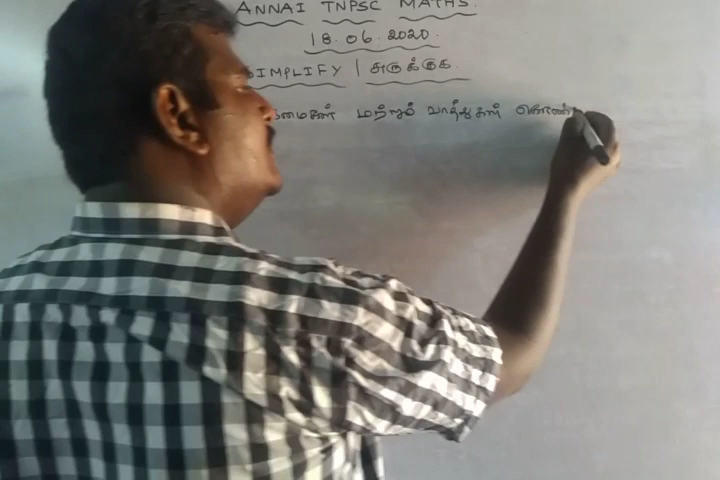 ANNAI TNPSC MATHS.
18.06.2020.
SIMPLIFY | சுருக்குக.
மற்றும் வாத்துகள் கொண்